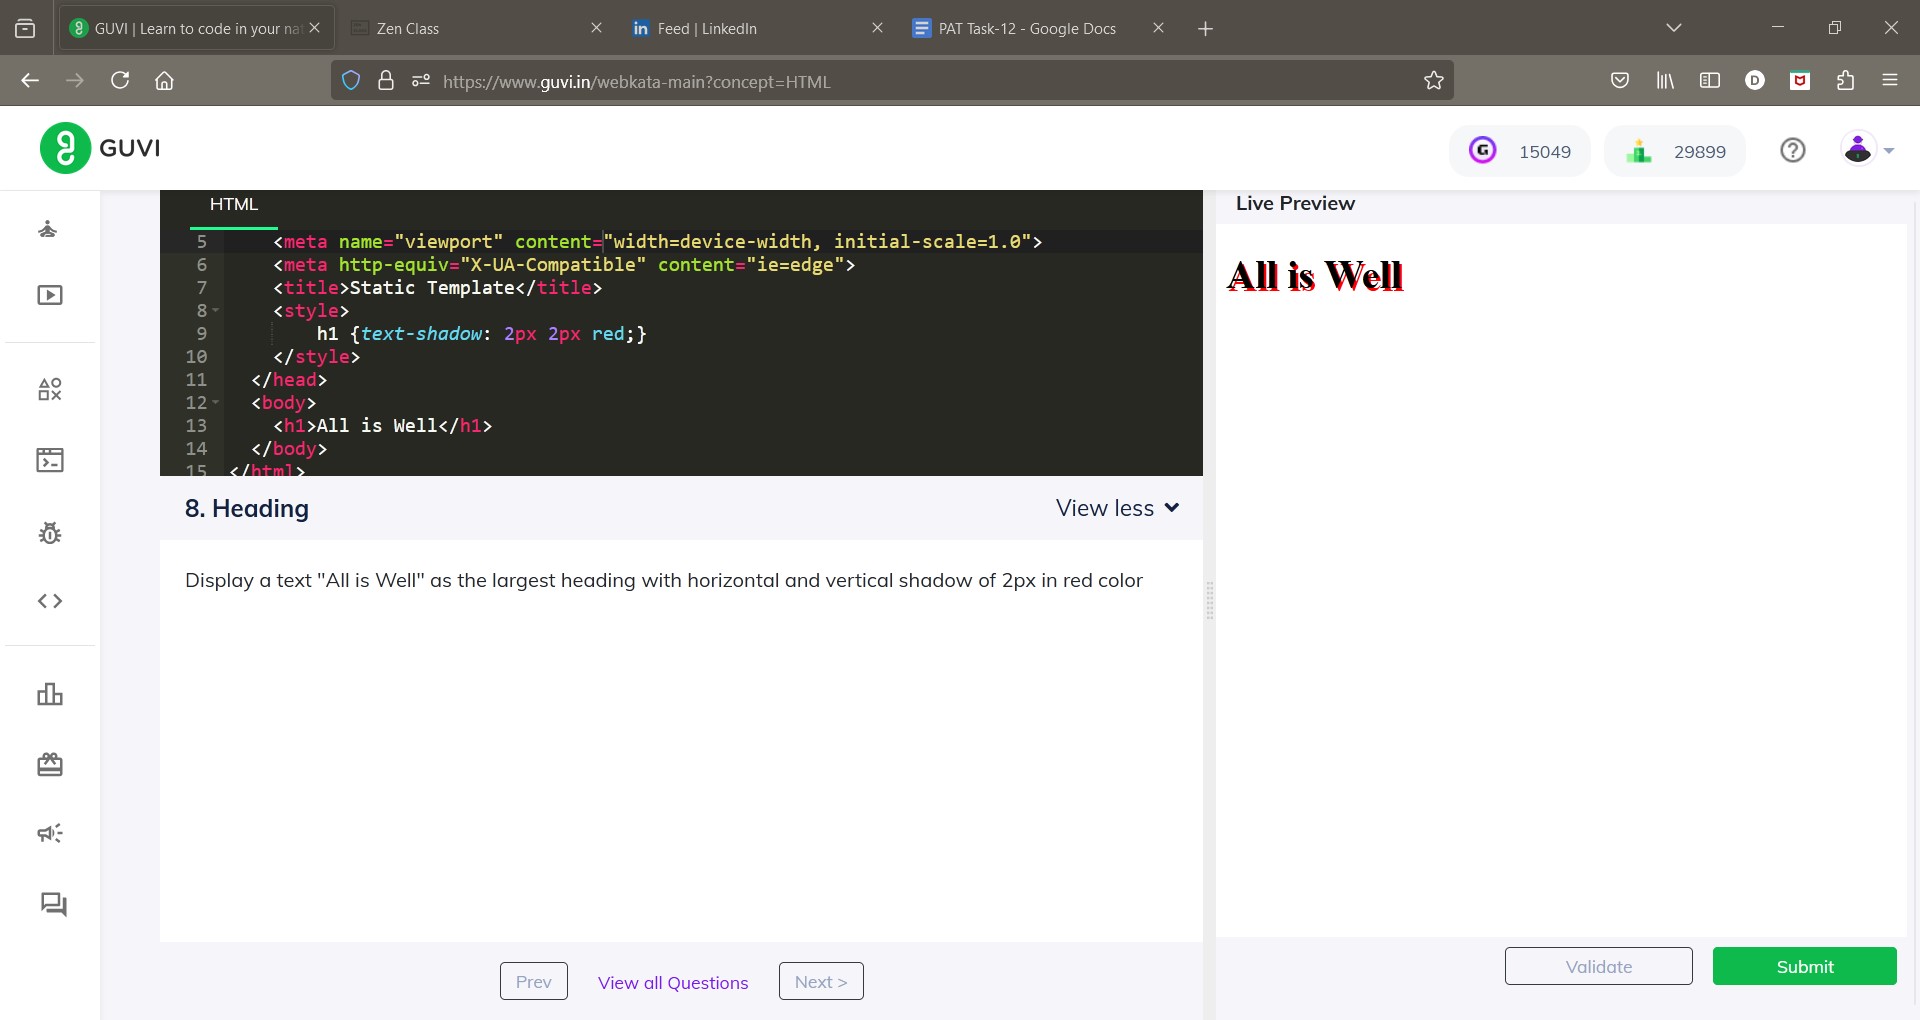 GUVI | Learn to code in your nat
Zen Class
in Feed | LinkedIn
PAT Task-12 - Google Docs
https://www.guvi.in/webkata-main?concept=HTML
D
GUVI
G 15049
29899
HTML
5 <meta name="viewport" content="width=device-width, initial-scale=1.0">
6 <meta http-equiv="X-UA-Compatible" content="ie=edge">
7 <title>Static Template</title>
8 <style>
9 h1 {text-shadow: 2px 2px red;}
10 </style>
11 </head>
12 <body>
13 <h1>All is Well</h1>
14 </body>
15 </html>
Live Preview
All is Well
8. Heading
View less
Display a text "All is Well" as the largest heading with horizontal and vertical shadow of 2px in red color
Prev
View all Questions
Next >
Validate
Submit